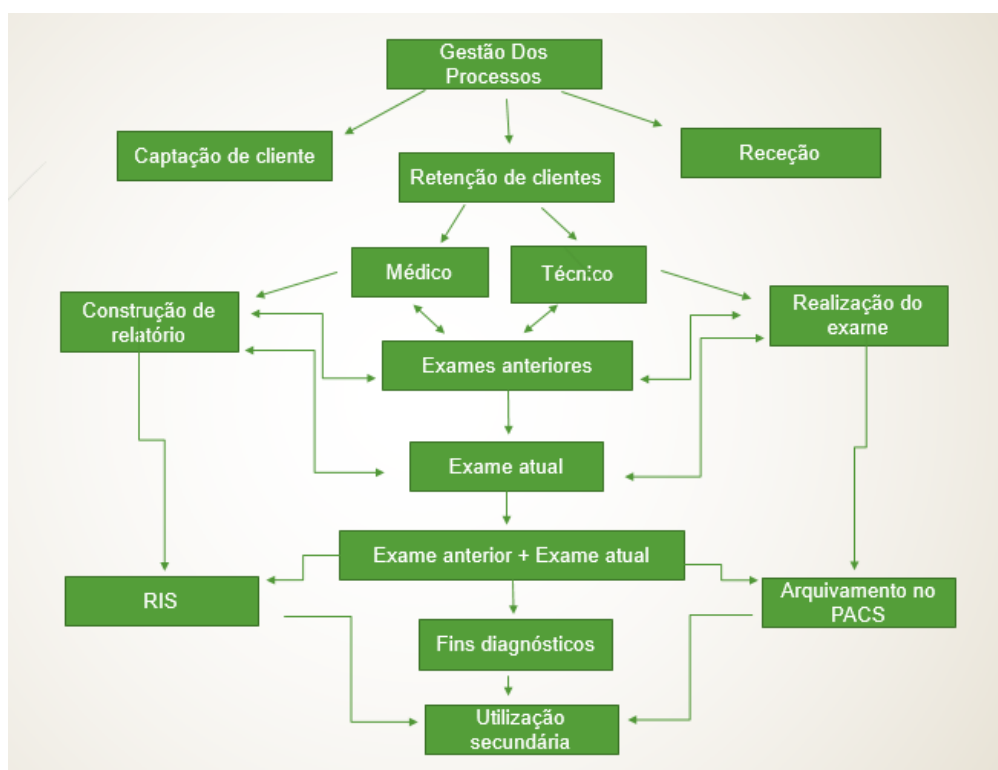 Gestão Dos
Processos
Captação de cliente
Receção
Retenção de clientes
Médico
Técnico
Construção de
relatório
Realização do
exame
Exames anteriores
Exame atual
Exame anterior + Exame atual
RIS
Arquivamento no
PACS
Fins diagnósticos
Utilização
secundária